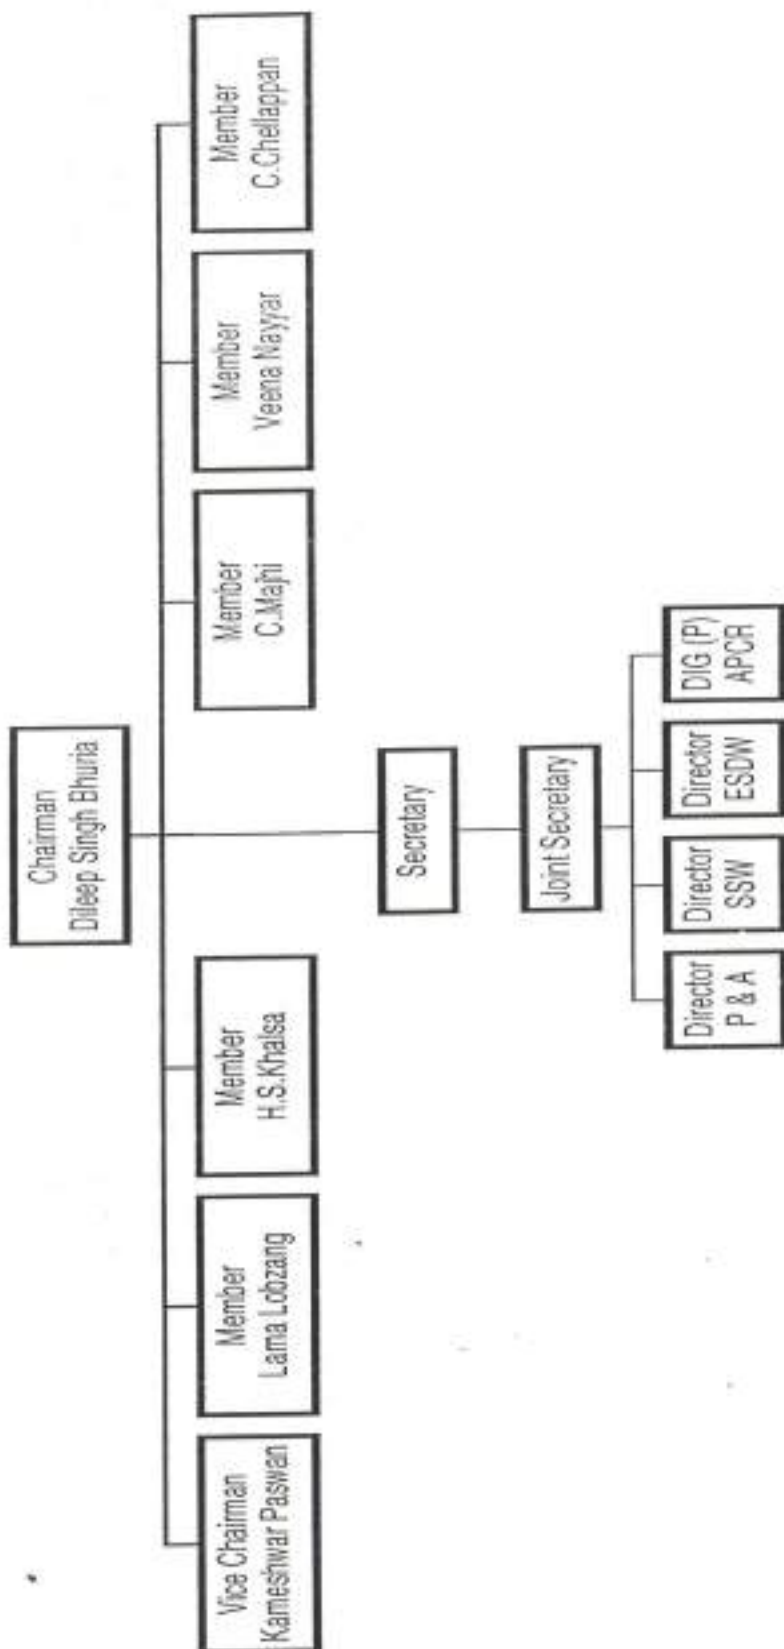 Chairman
Dileep Singh Bhuria
Vice Chairman
Kameshwar Paswan
Member
Lama Lobzang
Member
H.S.Khalsa
Member
C.Majhi
Member
Veena Nayyar
Member
C.Chellappan
Secretary
Joint Secretary
Director
P & A
Director
SSW
Director
ESDW
DIG (P)
APCR